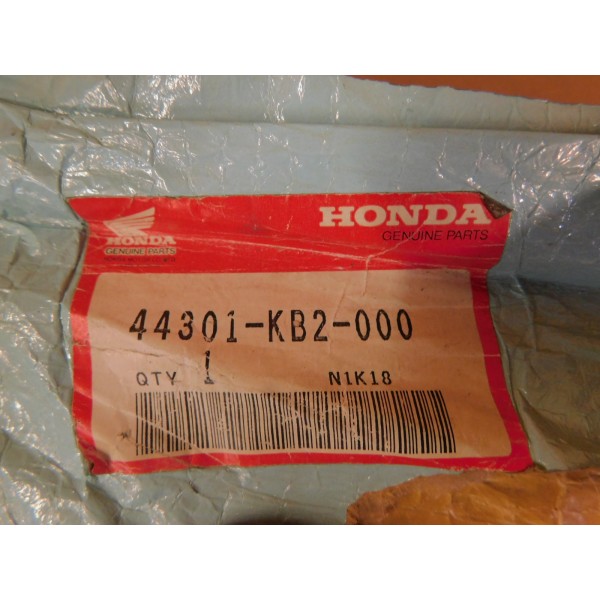 HONDA
GENUINE PARTS
HONDA
GENUINE PARTS
44301-KB2-000
QTY 1 N1K18